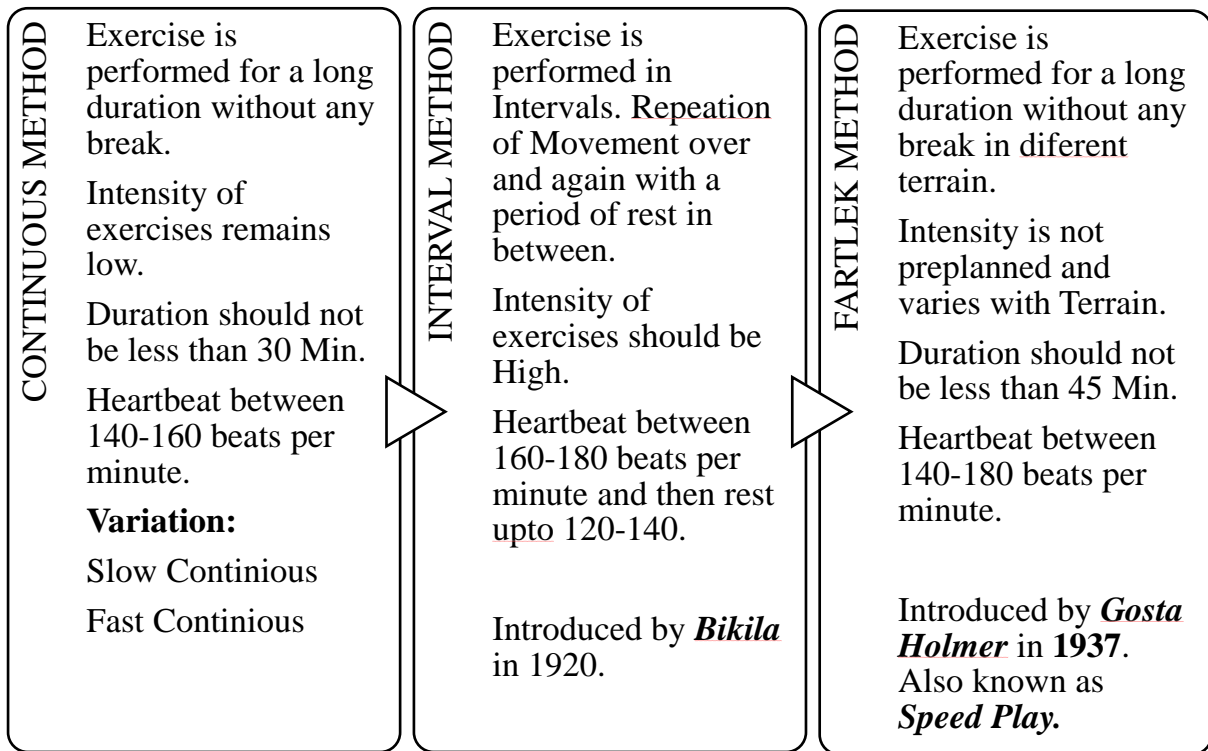 CONTINUOUS METHOD
Exercise is
performed for a long
duration without any
break.
Intensity of
exercises remains
low.
Duration should not
be less than 30 Min.
Heartbeat between
140-160 beats per
minute.
Variation:
Slow Continious
Fast Continious
INTERVAL METHOD
Exercise is
performed in
Intervals. Repeation
of Movement over
and again with a
period of rest in
between.
Intensity of
exercises should be
High.
Heartbeat between
160-180 beats per
minute and then rest
upto 120-140.
Introduced by Bikila
in 1920.
FARTLEK METHOD
Exercise is
performed for a long
duration without any
break in diferent
terrain.
Intensity is not
preplanned and
varies with Terrain.
Duration should not
be less than 45 Min.
Heartbeat between
140-180 beats per
minute.
Introduced by Gosta
Holmer in 1937.
Also known as
Speed Play.